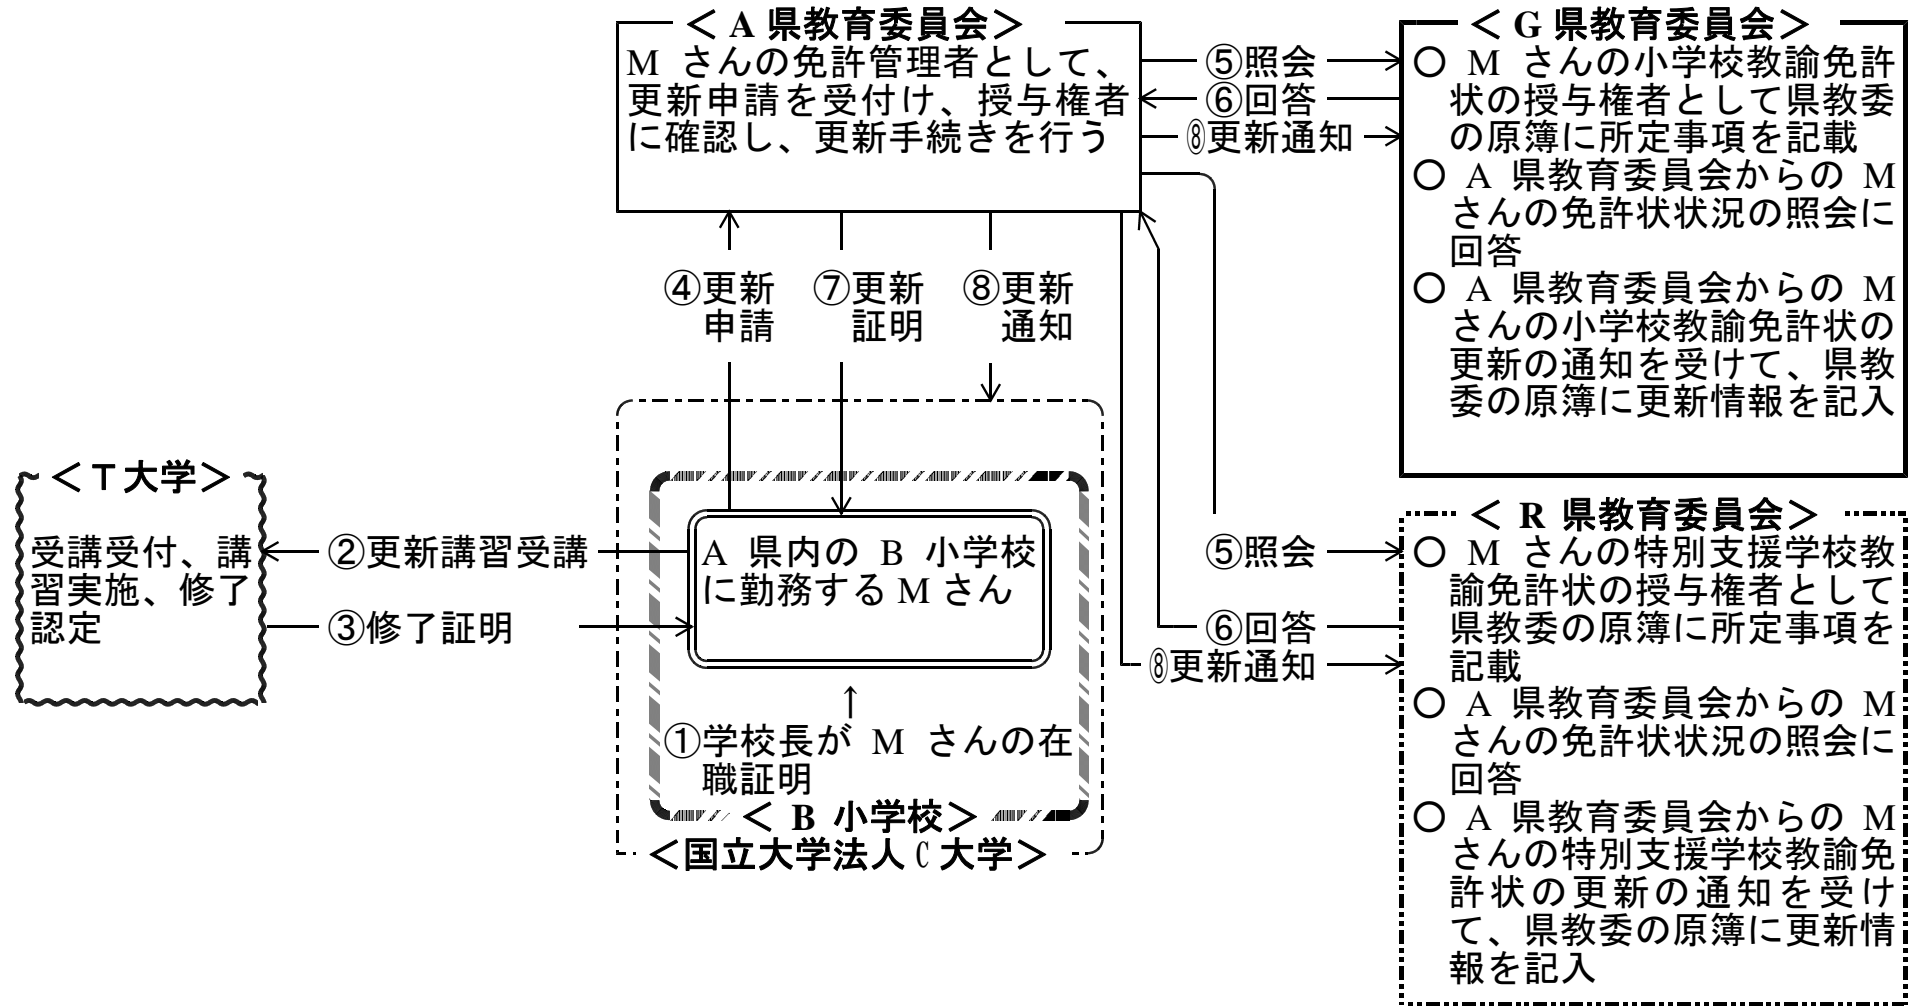 ＜A 県教育委員会＞
M さんの免許管理者として、
更新申請を受付け、授与権者
に確認し、更新手続きを行う
⑤照会
⑥回答
⑧更新通知
＜G 県教育委員会＞
○ M さんの小学校教諭免許
状の授与権者として県教委
の原簿に所定事項を記載
○ A 県教育委員会からの M
さんの免許状状況の照会に
回答
○ A 県教育委員会からの M
さんの小学校教諭免許状の
更新の通知を受けて、県教
委の原簿に更新情報を記入
④更新
申請
⑦更新
証明
⑧更新
通知
＜T大学＞
受講受付、講
習実施、修了
認定
②更新講習受講
③修了証明
A 県内の B 小学校
に勤務する M さん
↑
①学校長が M さんの在
職証明
＜B 小学校＞
＜国立大学法人C大学＞
⑤照会
⑥回答
⑧更新通知
＜R 県教育委員会＞
○ M さんの特別支援学校教
諭免許状の授与権者として
県教委の原簿に所定事項を
記載
○ A 県教育委員会からの M
さんの免許状状況の照会に
回答
○ A 県教育委員会からの M
さんの特別支援学校教諭免
許状の更新の通知を受け
て、県教委の原簿に更新情
報を記入